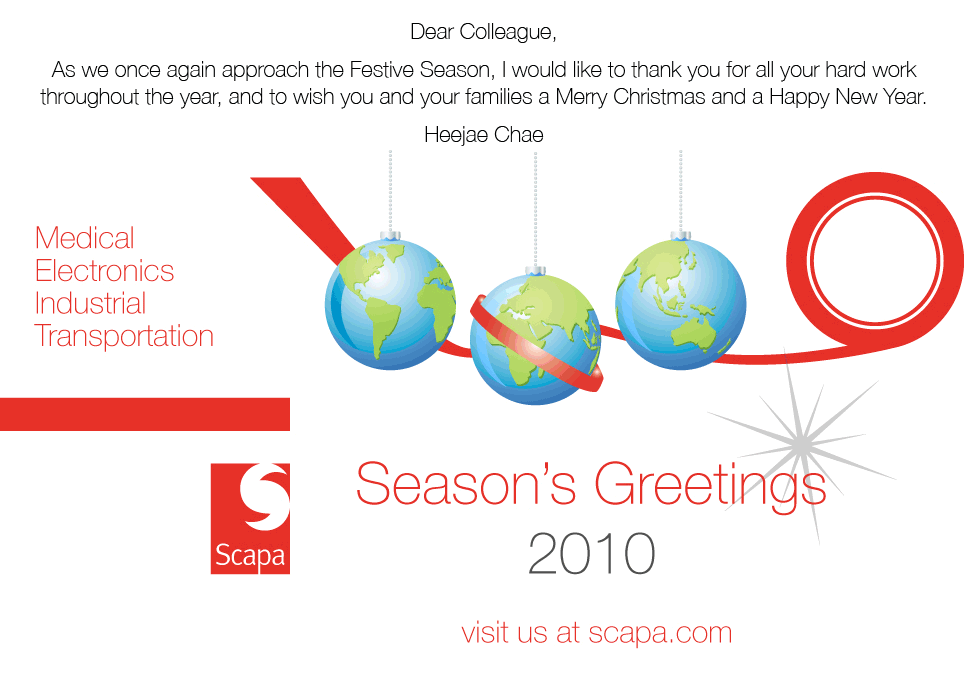 Dear Colleague,
As we once again approach the Festive Season, I would like to thank you for all your hard work
throughout the year, and to wish you and your families a Merry Christmas and a Happy New Year.
Heejae Chae
Medical
Electronics
Industrial
Transportation
Scapa
Season's Greetings
2010
visit us at scapa.com